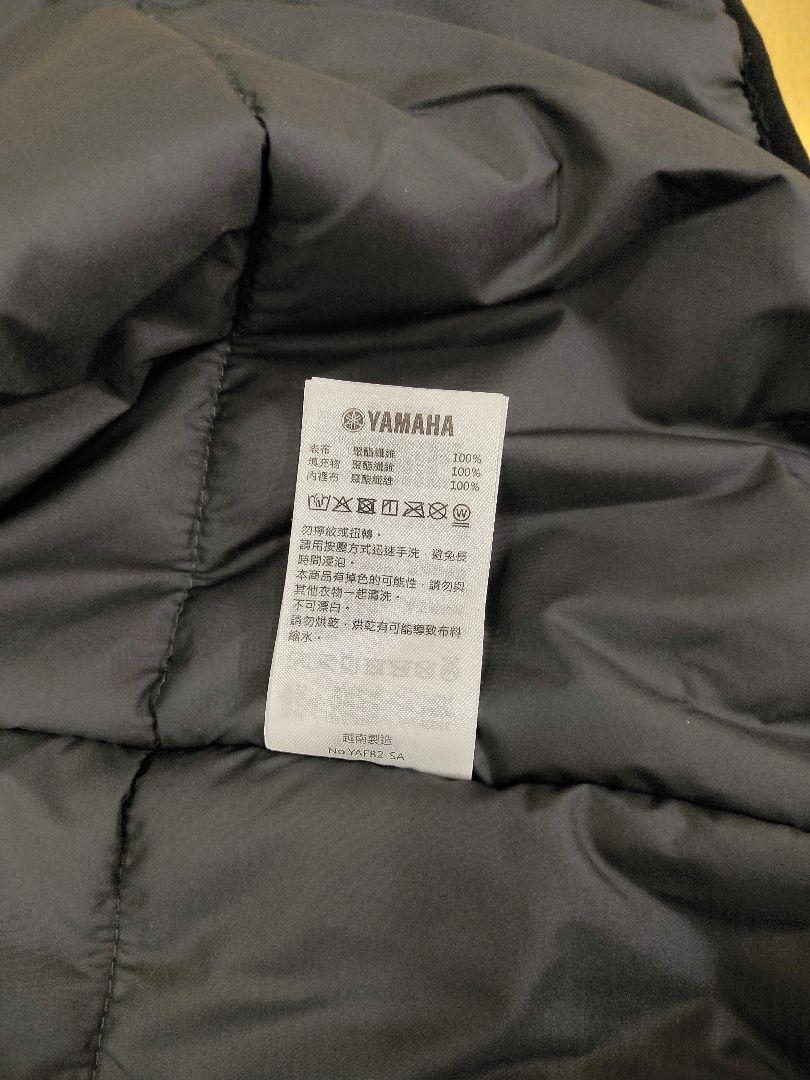 YAMAHA
表布 聚酯纖維 100%
填充物 聚酯纖維 100%
內裡布 聚酯纖維 100%
勿擰絞或扭轉。
請用按壓方式迅速手洗，避免長
時間浸泡。
本商品有掉色的可能性，請勿與
其他衣物一起清洗。
不可漂白。
請勿烘乾，烘乾有可能導致布料
縮水。
越南製造
No.YAF82-SA